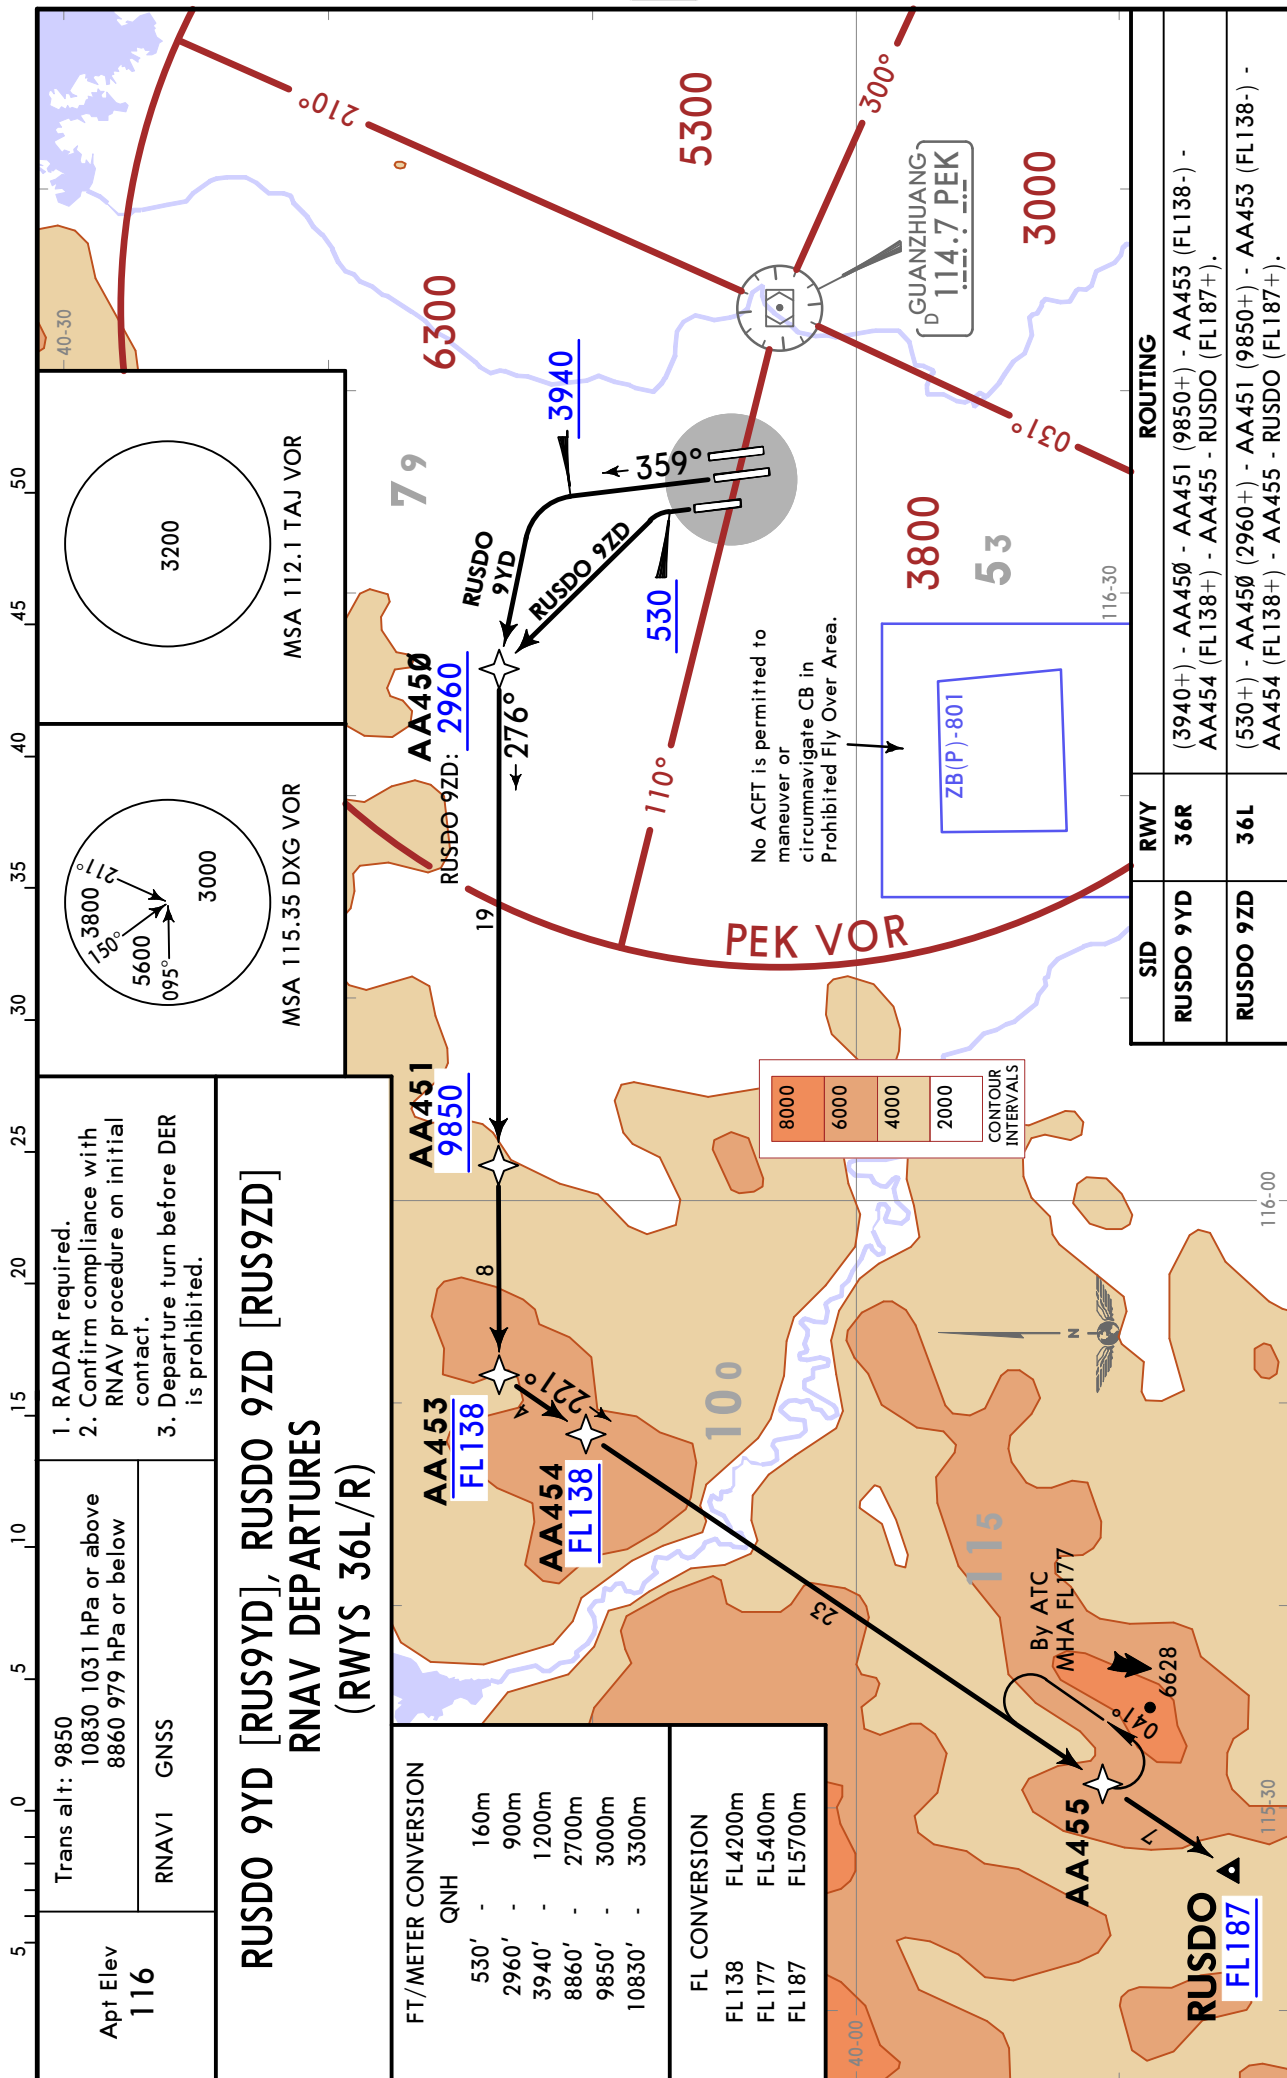 5 0 5 10 15 20 25 30 35 40 45 50
Apt Elev
116
Trans alt: 9850
10830 1031 hPa or above
8860 979 hPa or below
RNAV1 GNSS
1. RADAR required.
2. Confirm compliance with
RNAV procedure on initial
contact.
3. Departure turn before DER
is prohibited.
RUSDO 9YD [RUS9YD], RUSDO 9ZD [RUS9ZD]
RNAV DEPARTURES
(RWYS 36L/R)
3800
211°
150°
5600
095°
3000
MSA 115.35 DXG VOR
3200
MSA 112.1 TAJ VOR
FT/METER CONVERSION
QNH
530' - 160m
2960' - 900m
3940' - 1200m
8860' - 2700m
9850' - 3000m
10830' - 3300m
FL CONVERSION
FL138 FL4200m
FL177 FL5400m
FL187 FL5700m
40-30
210°
5300
6300
300°
3000
D GUANZHUANG
114.7 PEK
031°
3800
110°
PEK VOR
79
53
100
115
3940
359°
530
RUSDO
9YD
RUSDO 9ZD
AA450
RUSDO 9ZD: 2960
276°
19
AA451
9850
8
AA453
FL138
4
221°
AA454
FL138
23
AA455
7
RUSDO
FL187
By ATC
MHA FL177
041°
6628
No ACFT is permitted to
maneuver or
circumnavigate CB in
Prohibited Fly Over Area.
ZB(P)-801
8000
6000
4000
2000
CONTOUR
INTERVALS
N
116-30
116-00
115-30
40-00
SID RWY ROUTING
RUSDO 9YD 36R (3940+) - AA45Ø - AA451 (9850+) - AA453 (FL138-) -
AA454 (FL138+) - AA455 - RUSDO (FL187+).
RUSDO 9ZD 36L (530+) - AA45Ø (2960+) - AA451 (9850+) - AA453 (FL138-) -
AA454 (FL138+) - AA455 - RUSDO (FL187+).